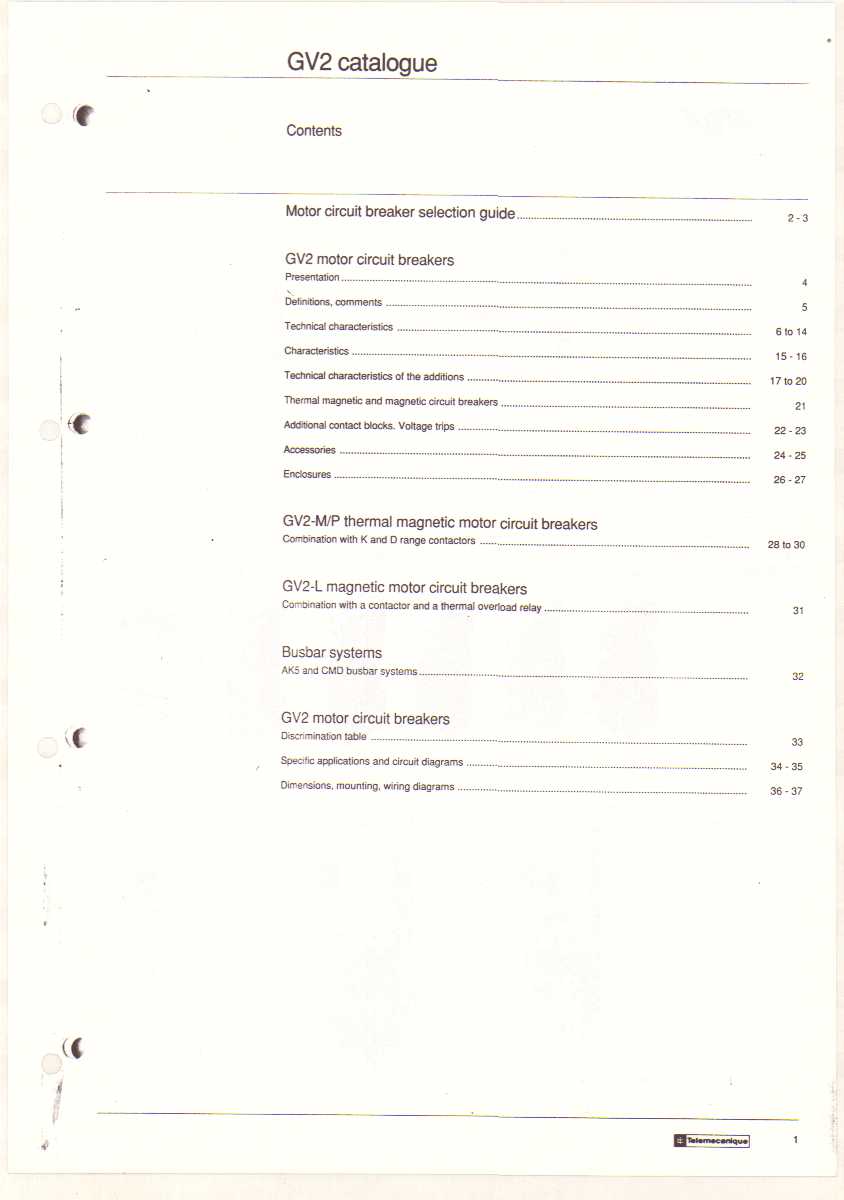 GV2 catalogue
Contents
Motor circuit breaker selection guide ........ 2 - 3
GV2 motor circuit breakers
Presentation ........ 4
Definitions, comments ........ 5
Technical characteristics ........ 6 to 14
Characteristics ........ 15 - 16
Technical characteristics of the additions ........ 17 to 20
Thermal magnetic and magnetic circuit breakers ........ 21
Additional contact blocks. Voltage trips ........ 22 - 23
Accessories ........ 24 - 25
Enclosures ........ 26 - 27
GV2-M/P thermal magnetic motor circuit breakers
Combination with K and D range contactors ........ 28 to 30
GV2-L magnetic motor circuit breakers
Combination with a contactor and a thermal overload relay ........ 31
Busbar systems
AK5 and CMD busbar systems ........ 32
GV2 motor circuit breakers
Discrimination table ........ 33
Specific applications and circuit diagrams ........ 34 - 35
Dimensions, mounting, wiring diagrams ........ 36 - 37
Telemecanique 1